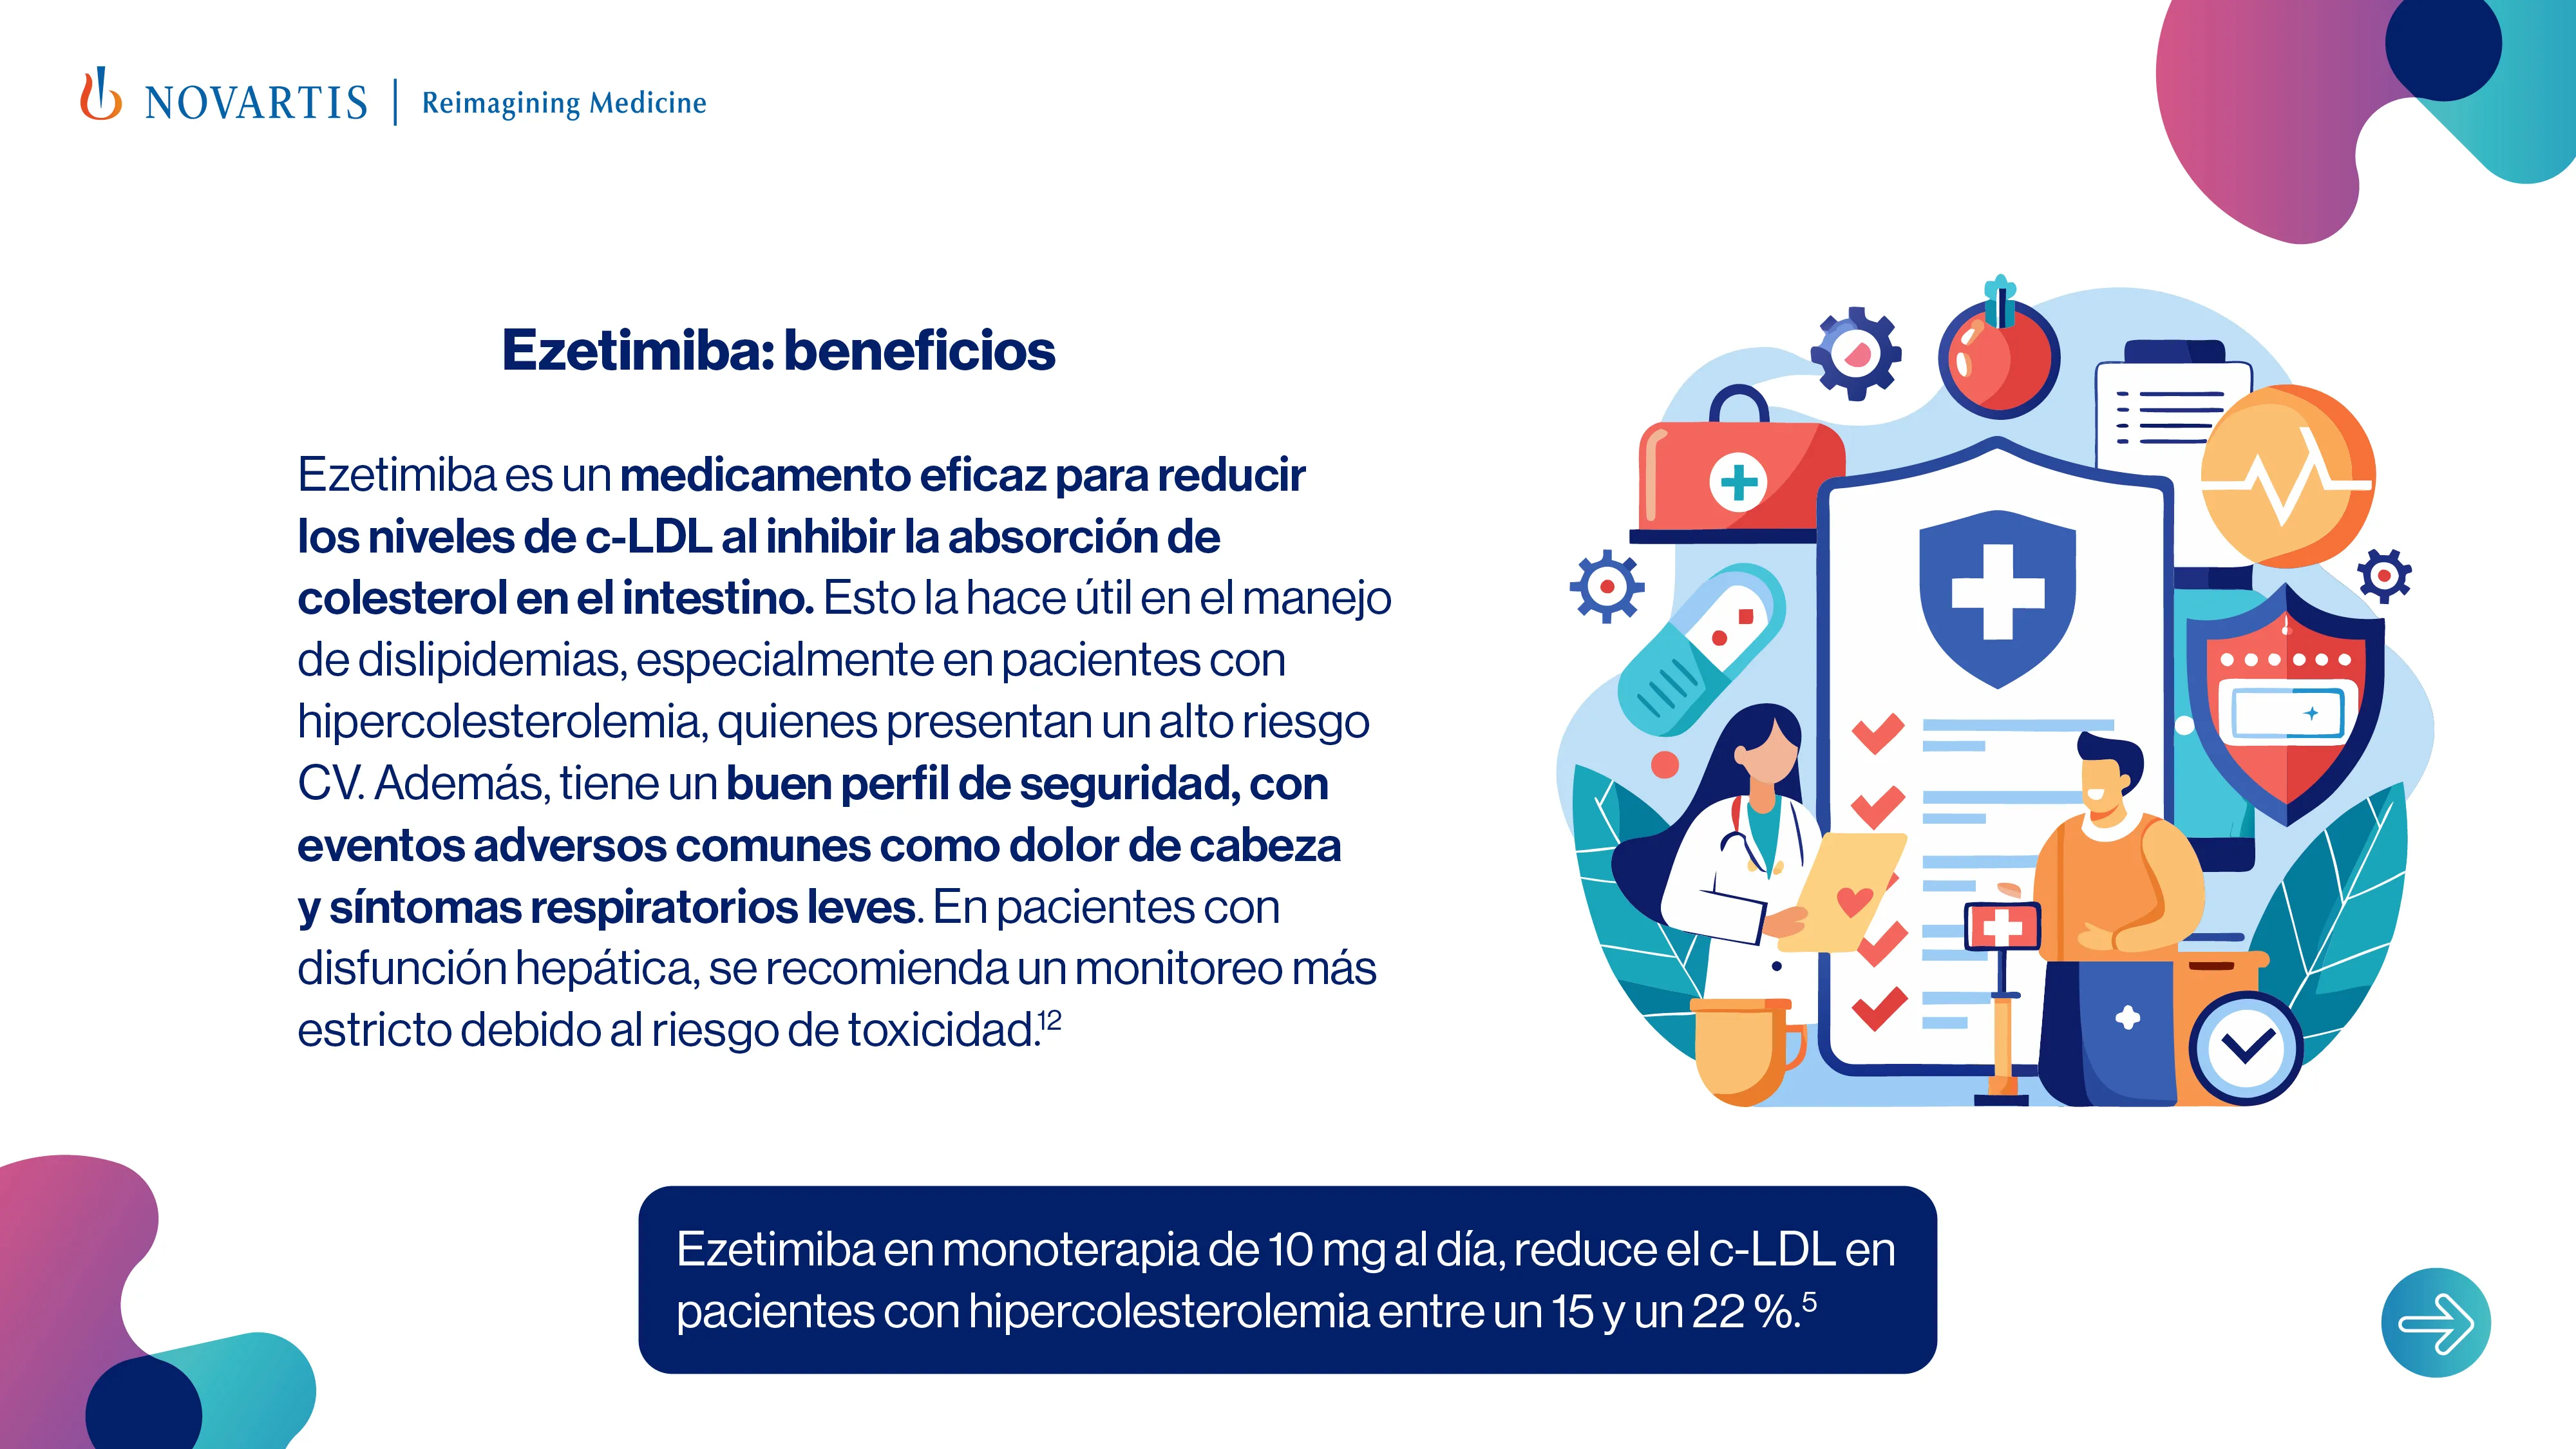 NOVARTIS | Reimagining Medicine
Ezetimiba: beneficios
Ezetimiba es un medicamento eficaz para reducir
los niveles de c-LDL al inhibir la absorción de
colesterol en el intestino. Esto la hace útil en el manejo
de dislipidemias, especialmente en pacientes con
hipercolesterolemia, quienes presentan un alto riesgo
CV. Además, tiene un buen perfil de seguridad, con
eventos adversos comunes como dolor de cabeza
y síntomas respiratorios leves. En pacientes con
disfunción hepática, se recomienda un monitoreo más
estricto debido al riesgo de toxicidad.¹²
Ezetimiba en monoterapia de 10 mg al día, reduce el c-LDL en
pacientes con hipercolesterolemia entre un 15 y un 22 %.⁵